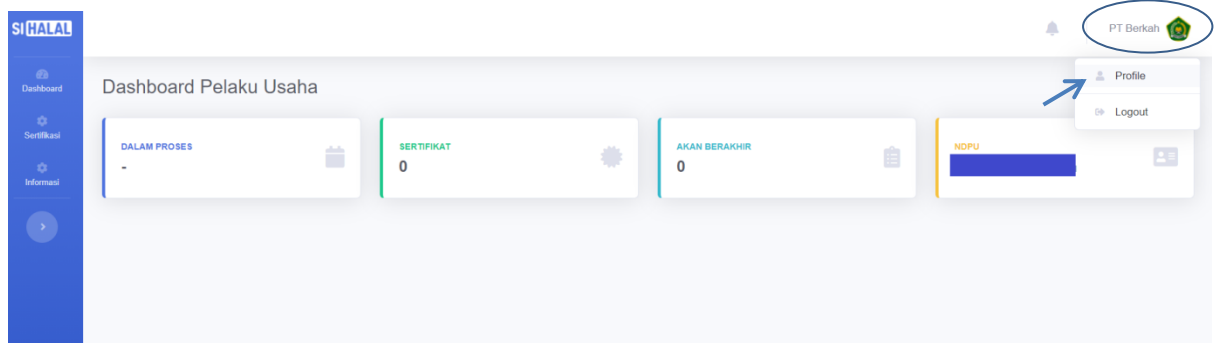 SI HALAL
PT Berkah
Profile
Logout
Dashboard
Sertifikasi
Informasi
Dashboard Pelaku Usaha
DALAM PROSES
-
SERTIFIKAT
0
AKAN BERAKHIR
0
NDPU